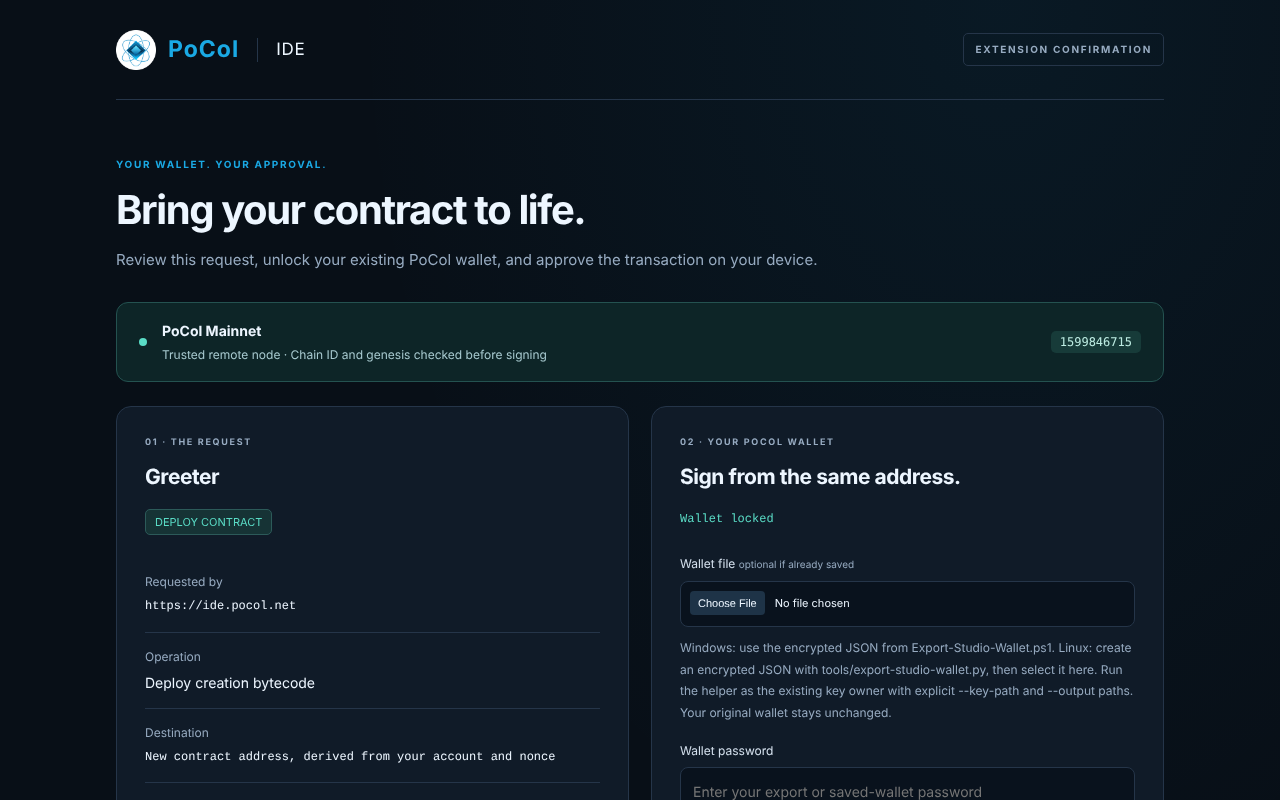 PoCol
IDE
EXTENSION CONFIRMATION
YOUR WALLET. YOUR APPROVAL.
Bring your contract to life.
Review this request, unlock your existing PoCol wallet, and approve the transaction on your device.
PoCol Mainnet
Trusted remote node · Chain ID and genesis checked before signing
1599846715
01 · THE REQUEST
Greeter
DEPLOY CONTRACT
Requested by
https://ide.pocol.net
Operation
Deploy creation bytecode
Destination
New contract address, derived from your account and nonce
02 · YOUR POCOL WALLET
Sign from the same address.
Wallet locked
Wallet file optional if already saved
Choose File No file chosen
Windows: use the encrypted JSON from Export-Studio-Wallet.ps1. Linux: create
an encrypted JSON with tools/export-studio-wallet.py, then select it here. Run
the helper as the existing key owner with explicit --key-path and --output paths.
Your original wallet stays unchanged.
Wallet password
Enter your export or saved-wallet password